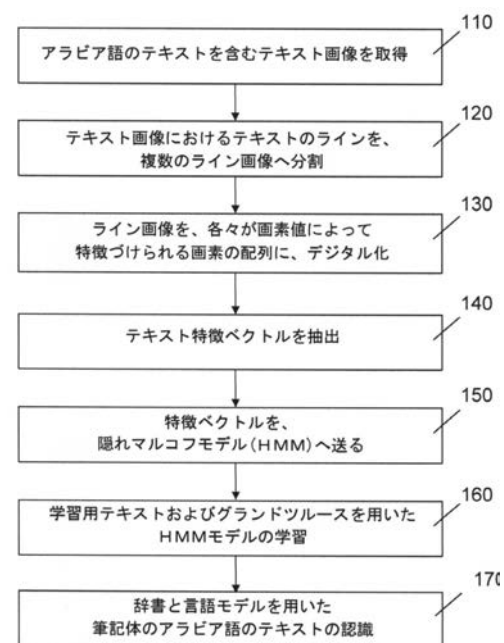 110
アラビア語のテキストを含むテキスト画像を取得
120
テキスト画像におけるテキストのラインを、
複数のライン画像へ分割
130
ライン画像を、各々が画素値によって
特徴づけられる画素の配列に、デジタル化
140
テキスト特徴ベクトルを抽出
150
特徴ベクトルを、
隠れマルコフモデル(HMM)へ送る
160
学習用テキストおよびグランドツルースを用いた
HMMモデルの学習
170
辞書と言語モデルを用いた
筆記体のアラビア語のテキストの認識